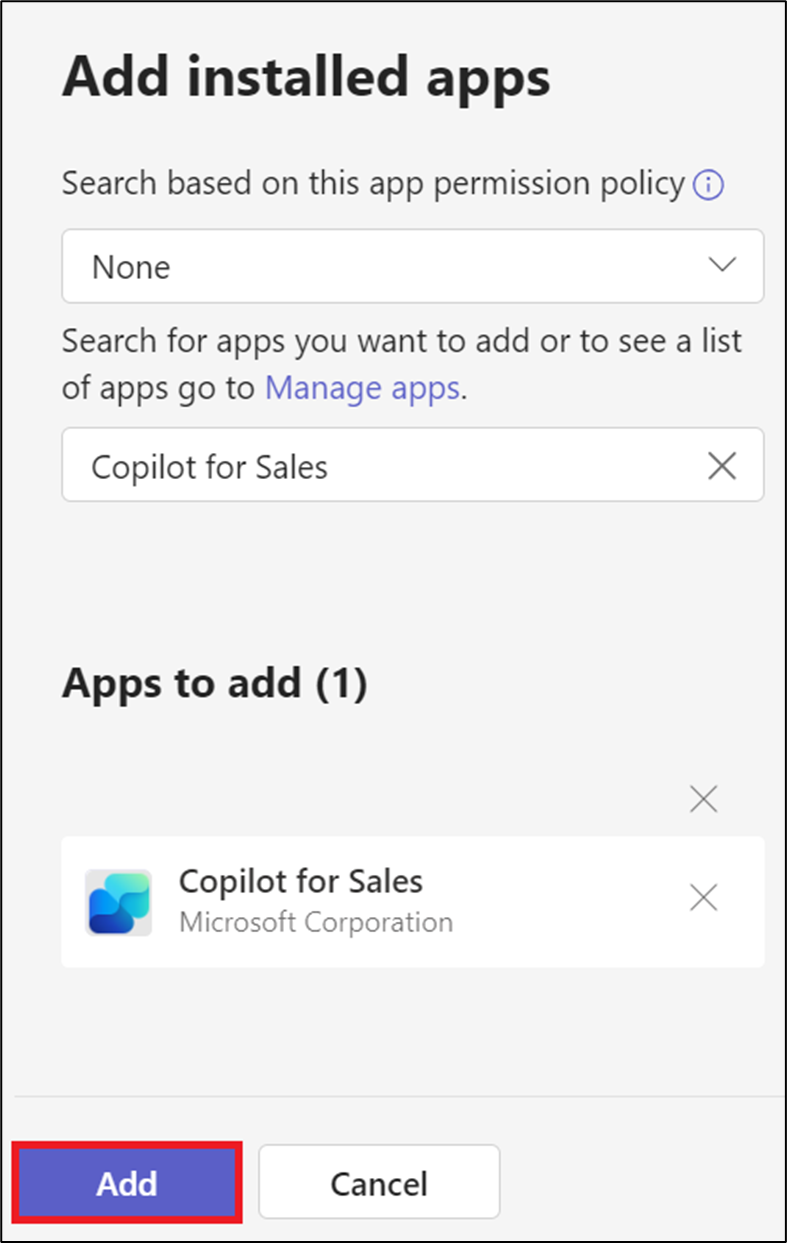 Add installed apps
Search based on this app permission policy
None
Search for apps you want to add or to see a list
of apps go to Manage apps.
Copilot for Sales
Apps to add (1)
Copilot for Sales
Microsoft Corporation
Add
Cancel